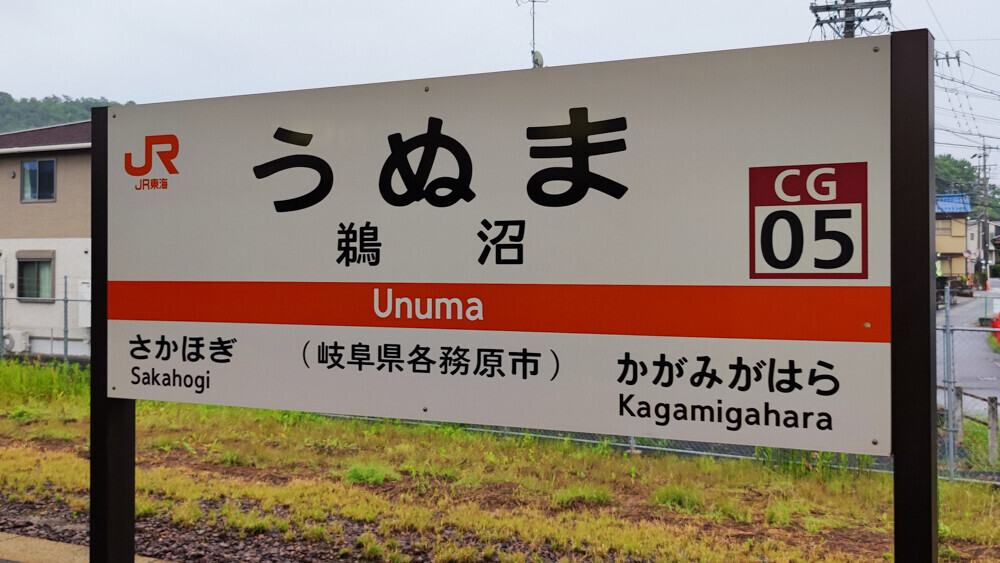 JR
JR東海
うぬま
鵜沼
CG
05
Unuma
さかほぎ
Sakahogi
（岐阜県各務原市）
かがみがはら
Kagamigahara